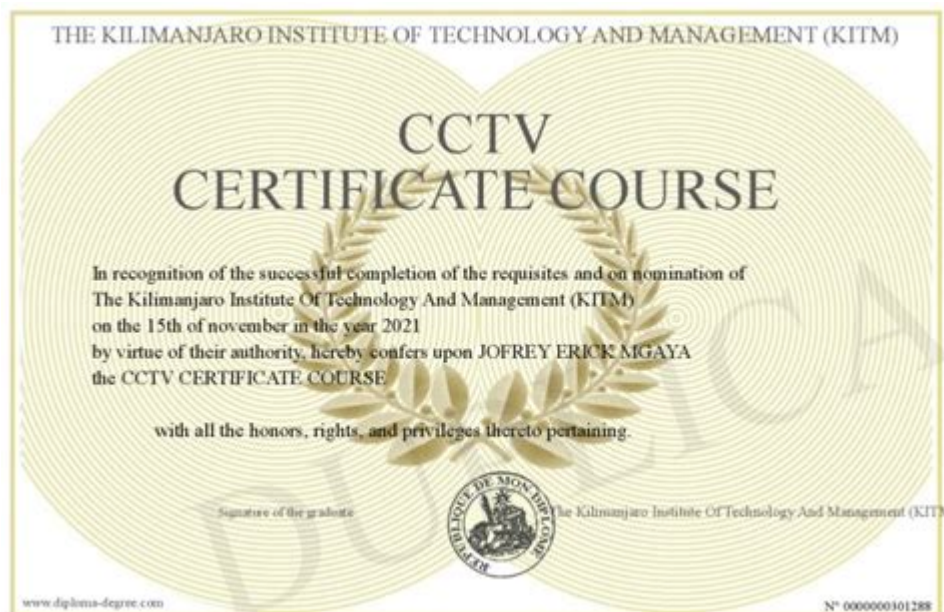 THE KILIMANJARO INSTITUTE OF TECHNOLOGY AND MANAGEMENT (KITM)
CCTV
CERTIFICATE COURSE
In recognition of the successful completion of the requisites and on nomination of
The Kilimanjaro Institute Of Technology And Management (KITM)
on the 15th of november in the year 2021
by virtue of their authority, hereby confers upon JOFREY ERICK MGAYA
the CCTV CERTIFICATE COURSE
with all the honors, rights, and privileges thereto pertaining.
DUPLICA
Signature of the graduate
REPUBLIQUE DE MON DIPLOME
The Kilimanjaro Institute Of Technology And Management (KITM
www.diploma-degree.com
N° 0000000301288